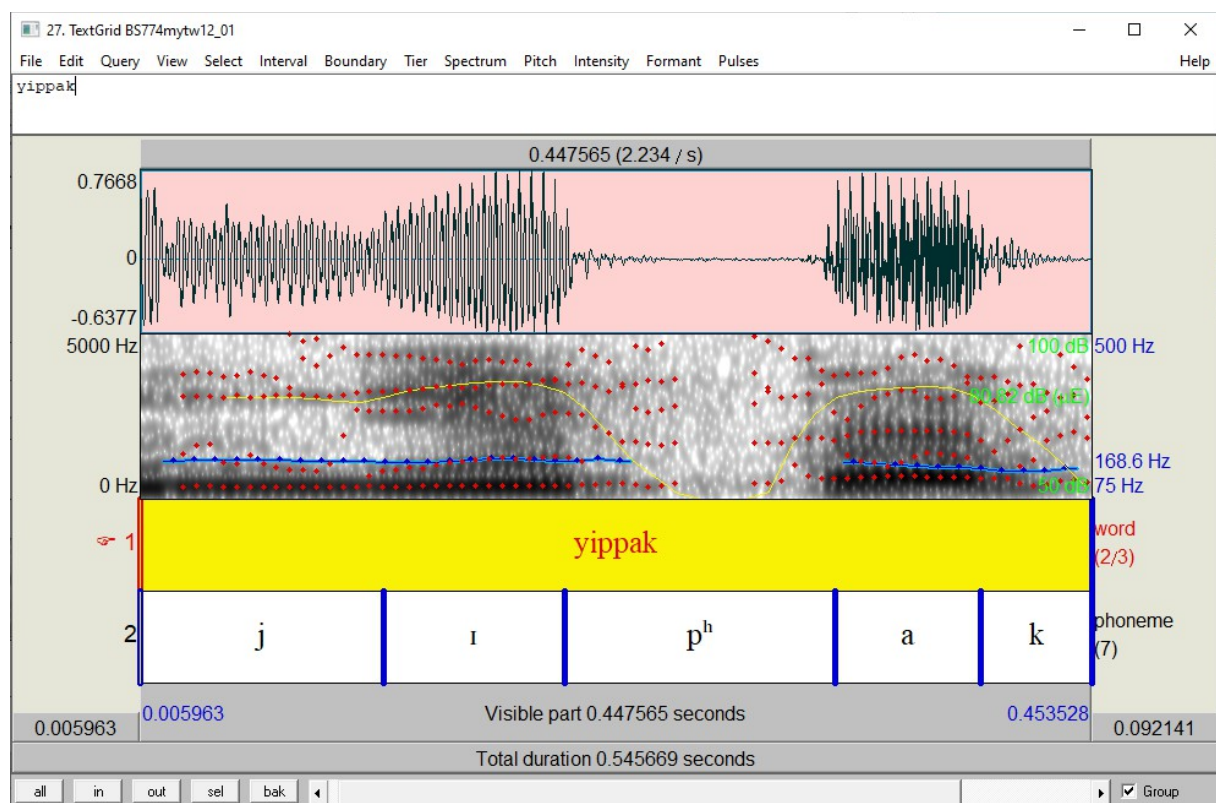 27. TextGrid BS774mytw12_01
File Edit Query View Select Interval Boundary Tier Spectrum Pitch Intensity Formant Pulses Help
yippak
0.447565 (2.234 / s)
0.7668
0
-0.6377
5000 Hz 100 dB 500 Hz
168.6 Hz
0 Hz 50 dB 75 Hz
☞ 1 yippak word
(2/3)
2 j ɪ pʰ a k phoneme
(7)
0.005963 Visible part 0.447565 seconds 0.453528
0.005963 0.092141
Total duration 0.545669 seconds
all in out sel bak Group